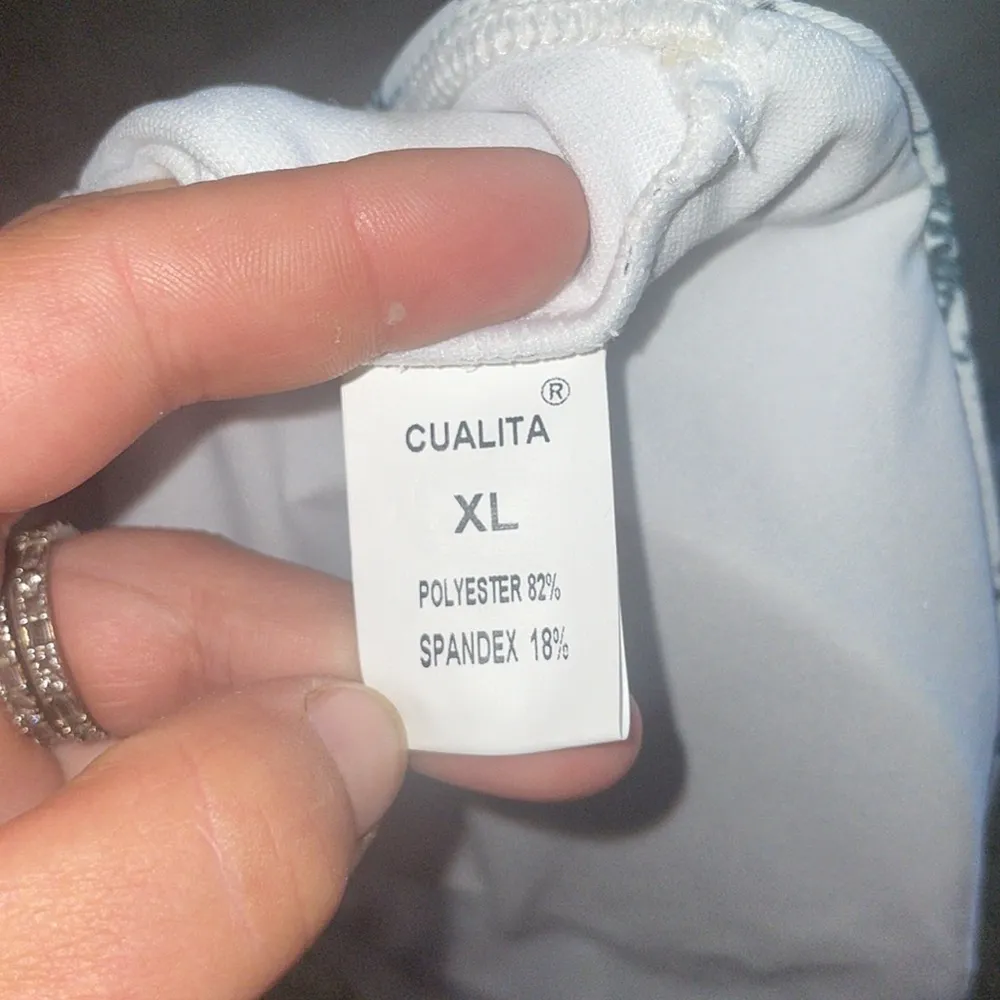 CUALITA®
XL
POLYESTER 82%
SPANDEX 18%